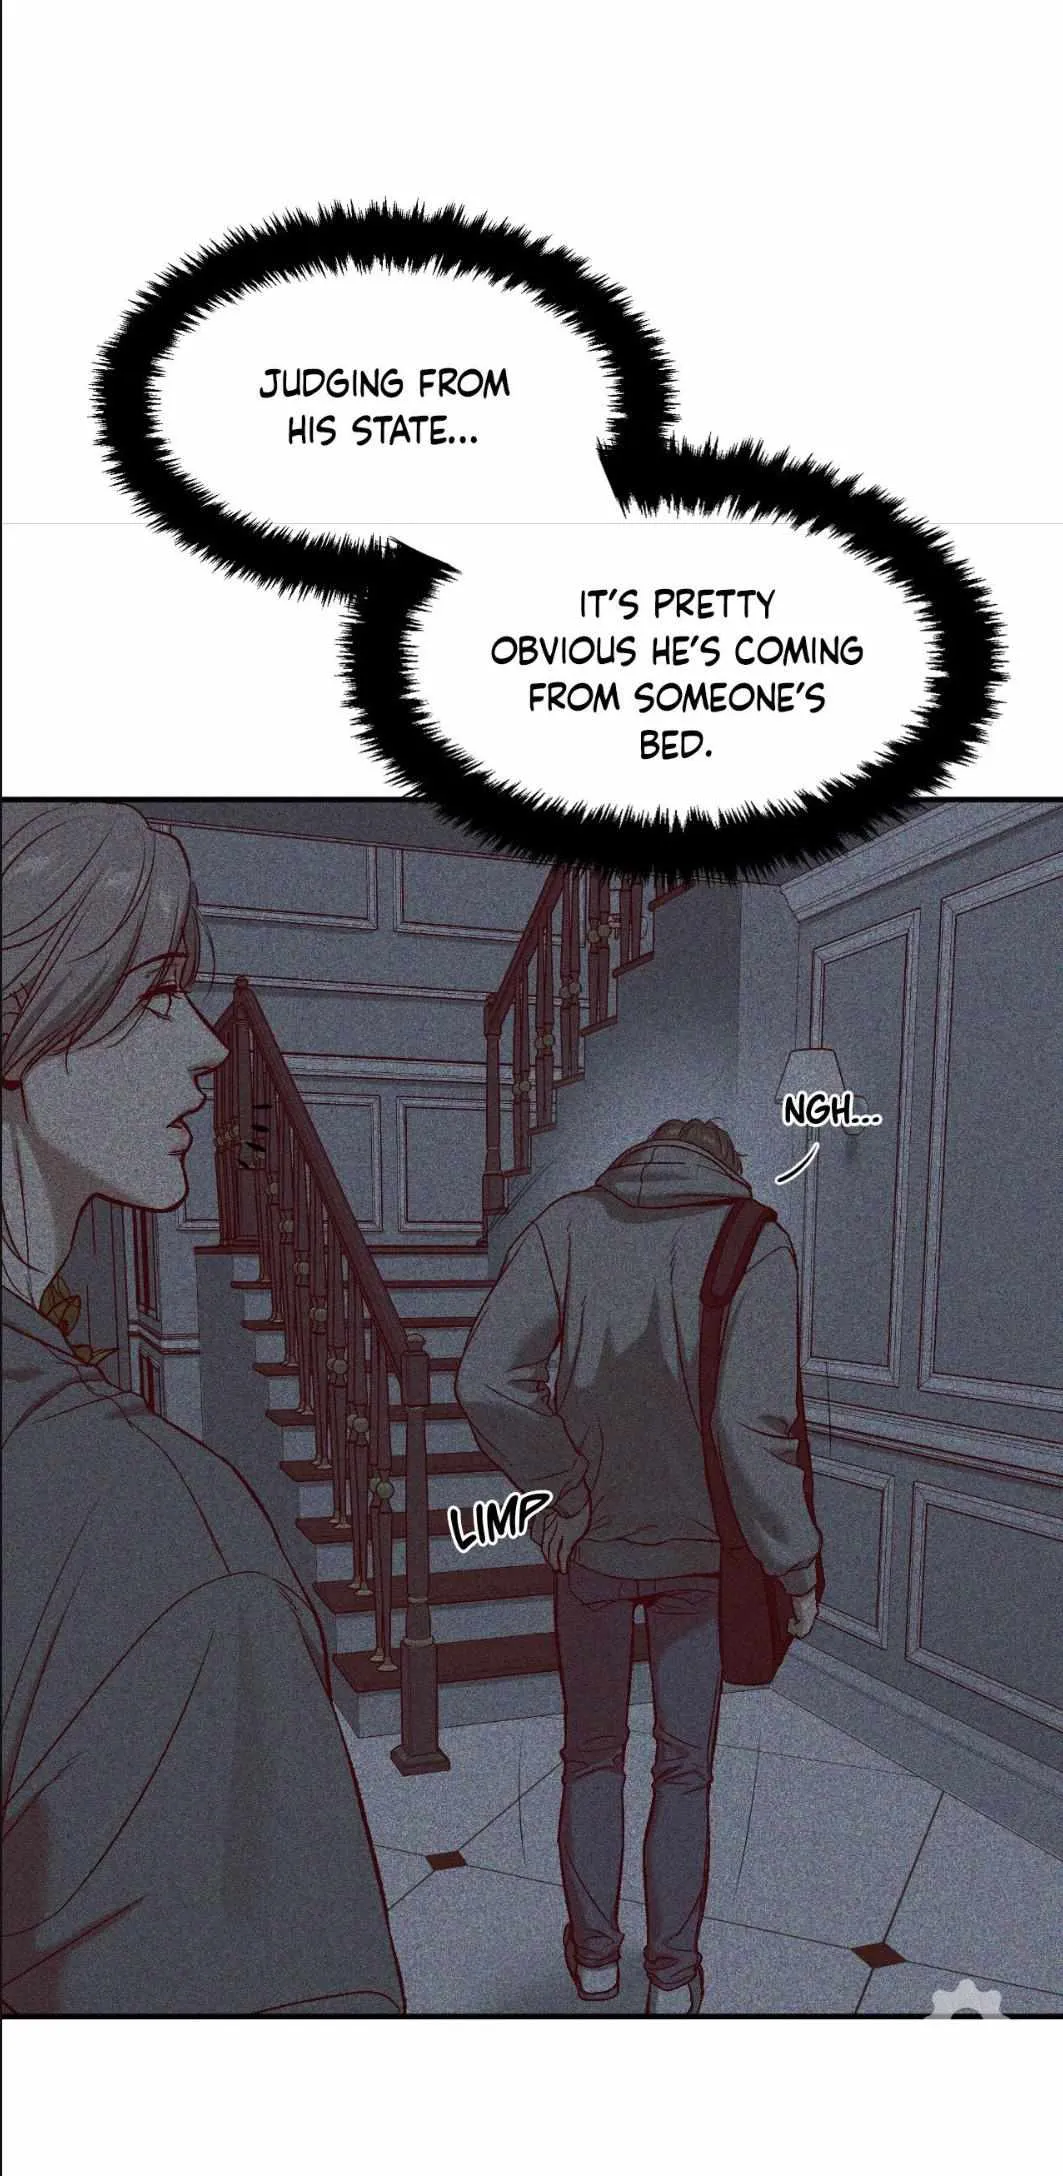 JUDGING FROM
HIS STATE...
IT'S PRETTY
OBVIOUS HE'S COMING
FROM SOMEONE'S
BED.
NGH...
LIMP